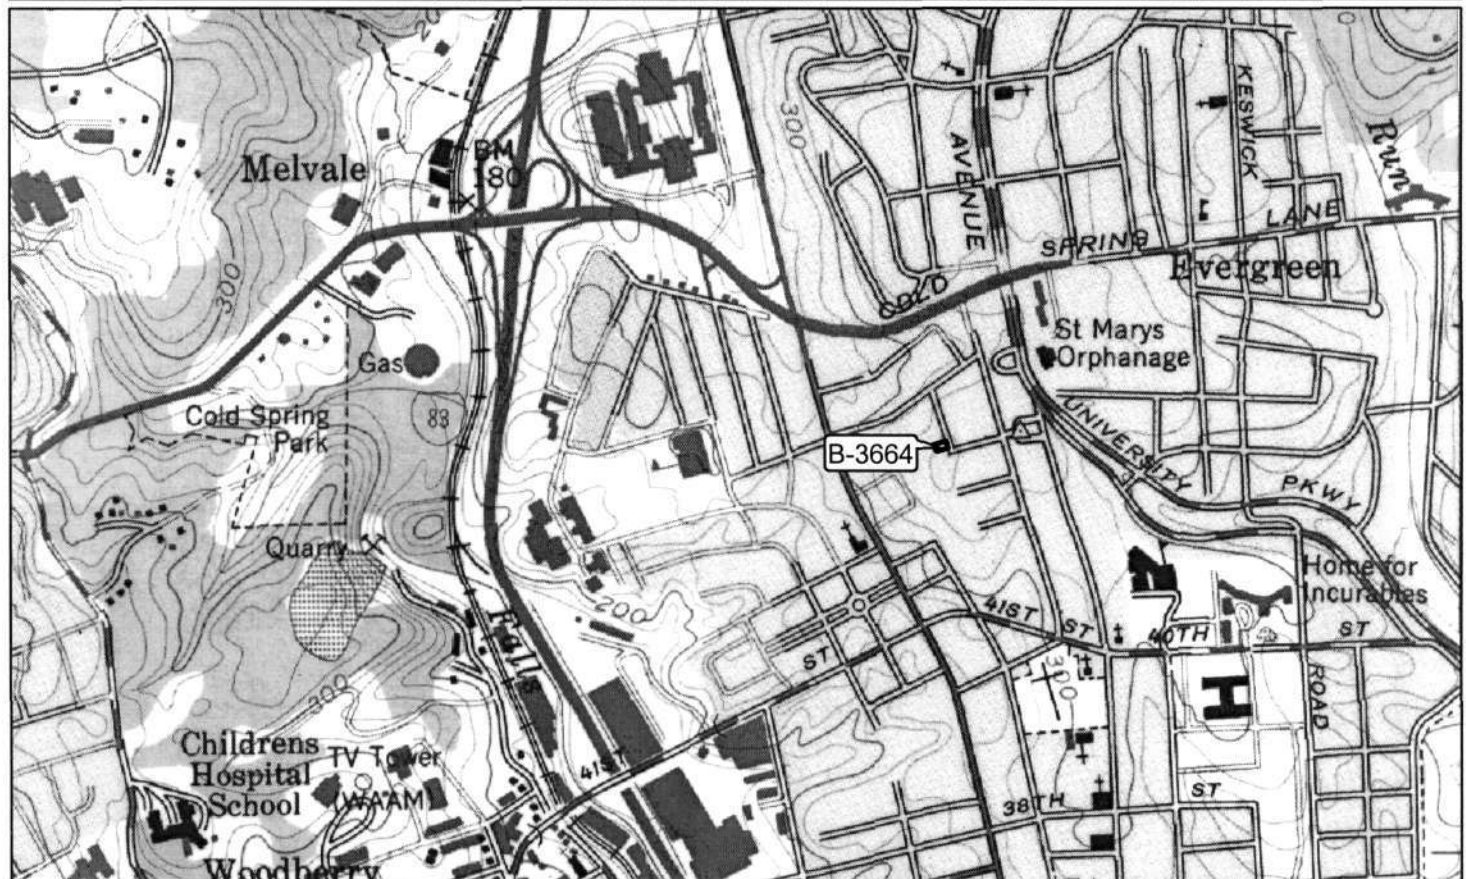 20
BM
180
Melvale
300
AVENUE
KESWICK
Run
300
COLD
SPRING
LANE
Evergreen
St Marys
Orphanage
Gas
Cold Spring
Park
83
B-3664
UNIVERSITY
PKWY
Quarry
Home for
Incurables
Falls
200
41ST
ST
40TH
ST
ST
300
300
ROAD
Childrens
Hospital
School
TV Tower
(WAAM)
41ST
38TH
ST
Woodberry